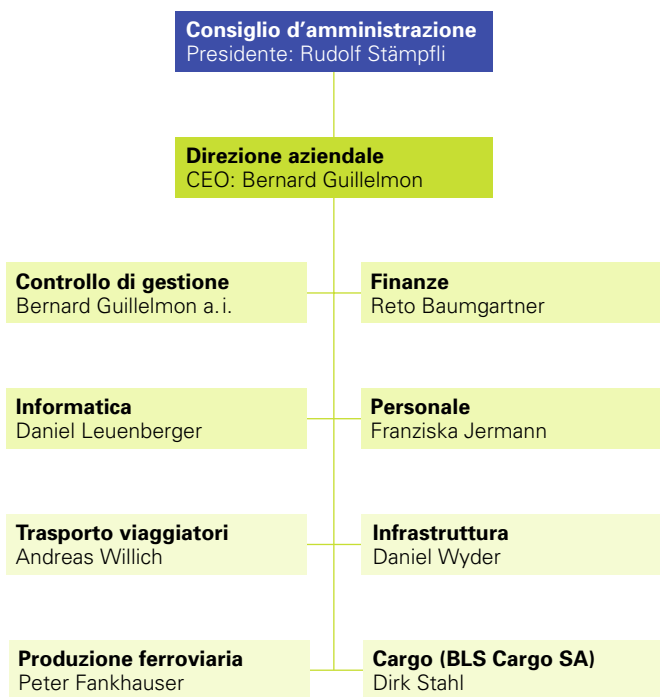 Consiglio d’amministrazione
Presidente: Rudolf Stämpfli
Direzione aziendale
CEO: Bernard Guillelmon
Controllo di gestione
Bernard Guillelmon a. i.
Finanze
Reto Baumgartner
Informatica
Daniel Leuenberger
Personale
Franziska Jermann
Trasporto viaggiatori
Andreas Willich
Infrastruttura
Daniel Wyder
Produzione ferroviaria
Peter Fankhauser
Cargo (BLS Cargo SA)
Dirk Stahl